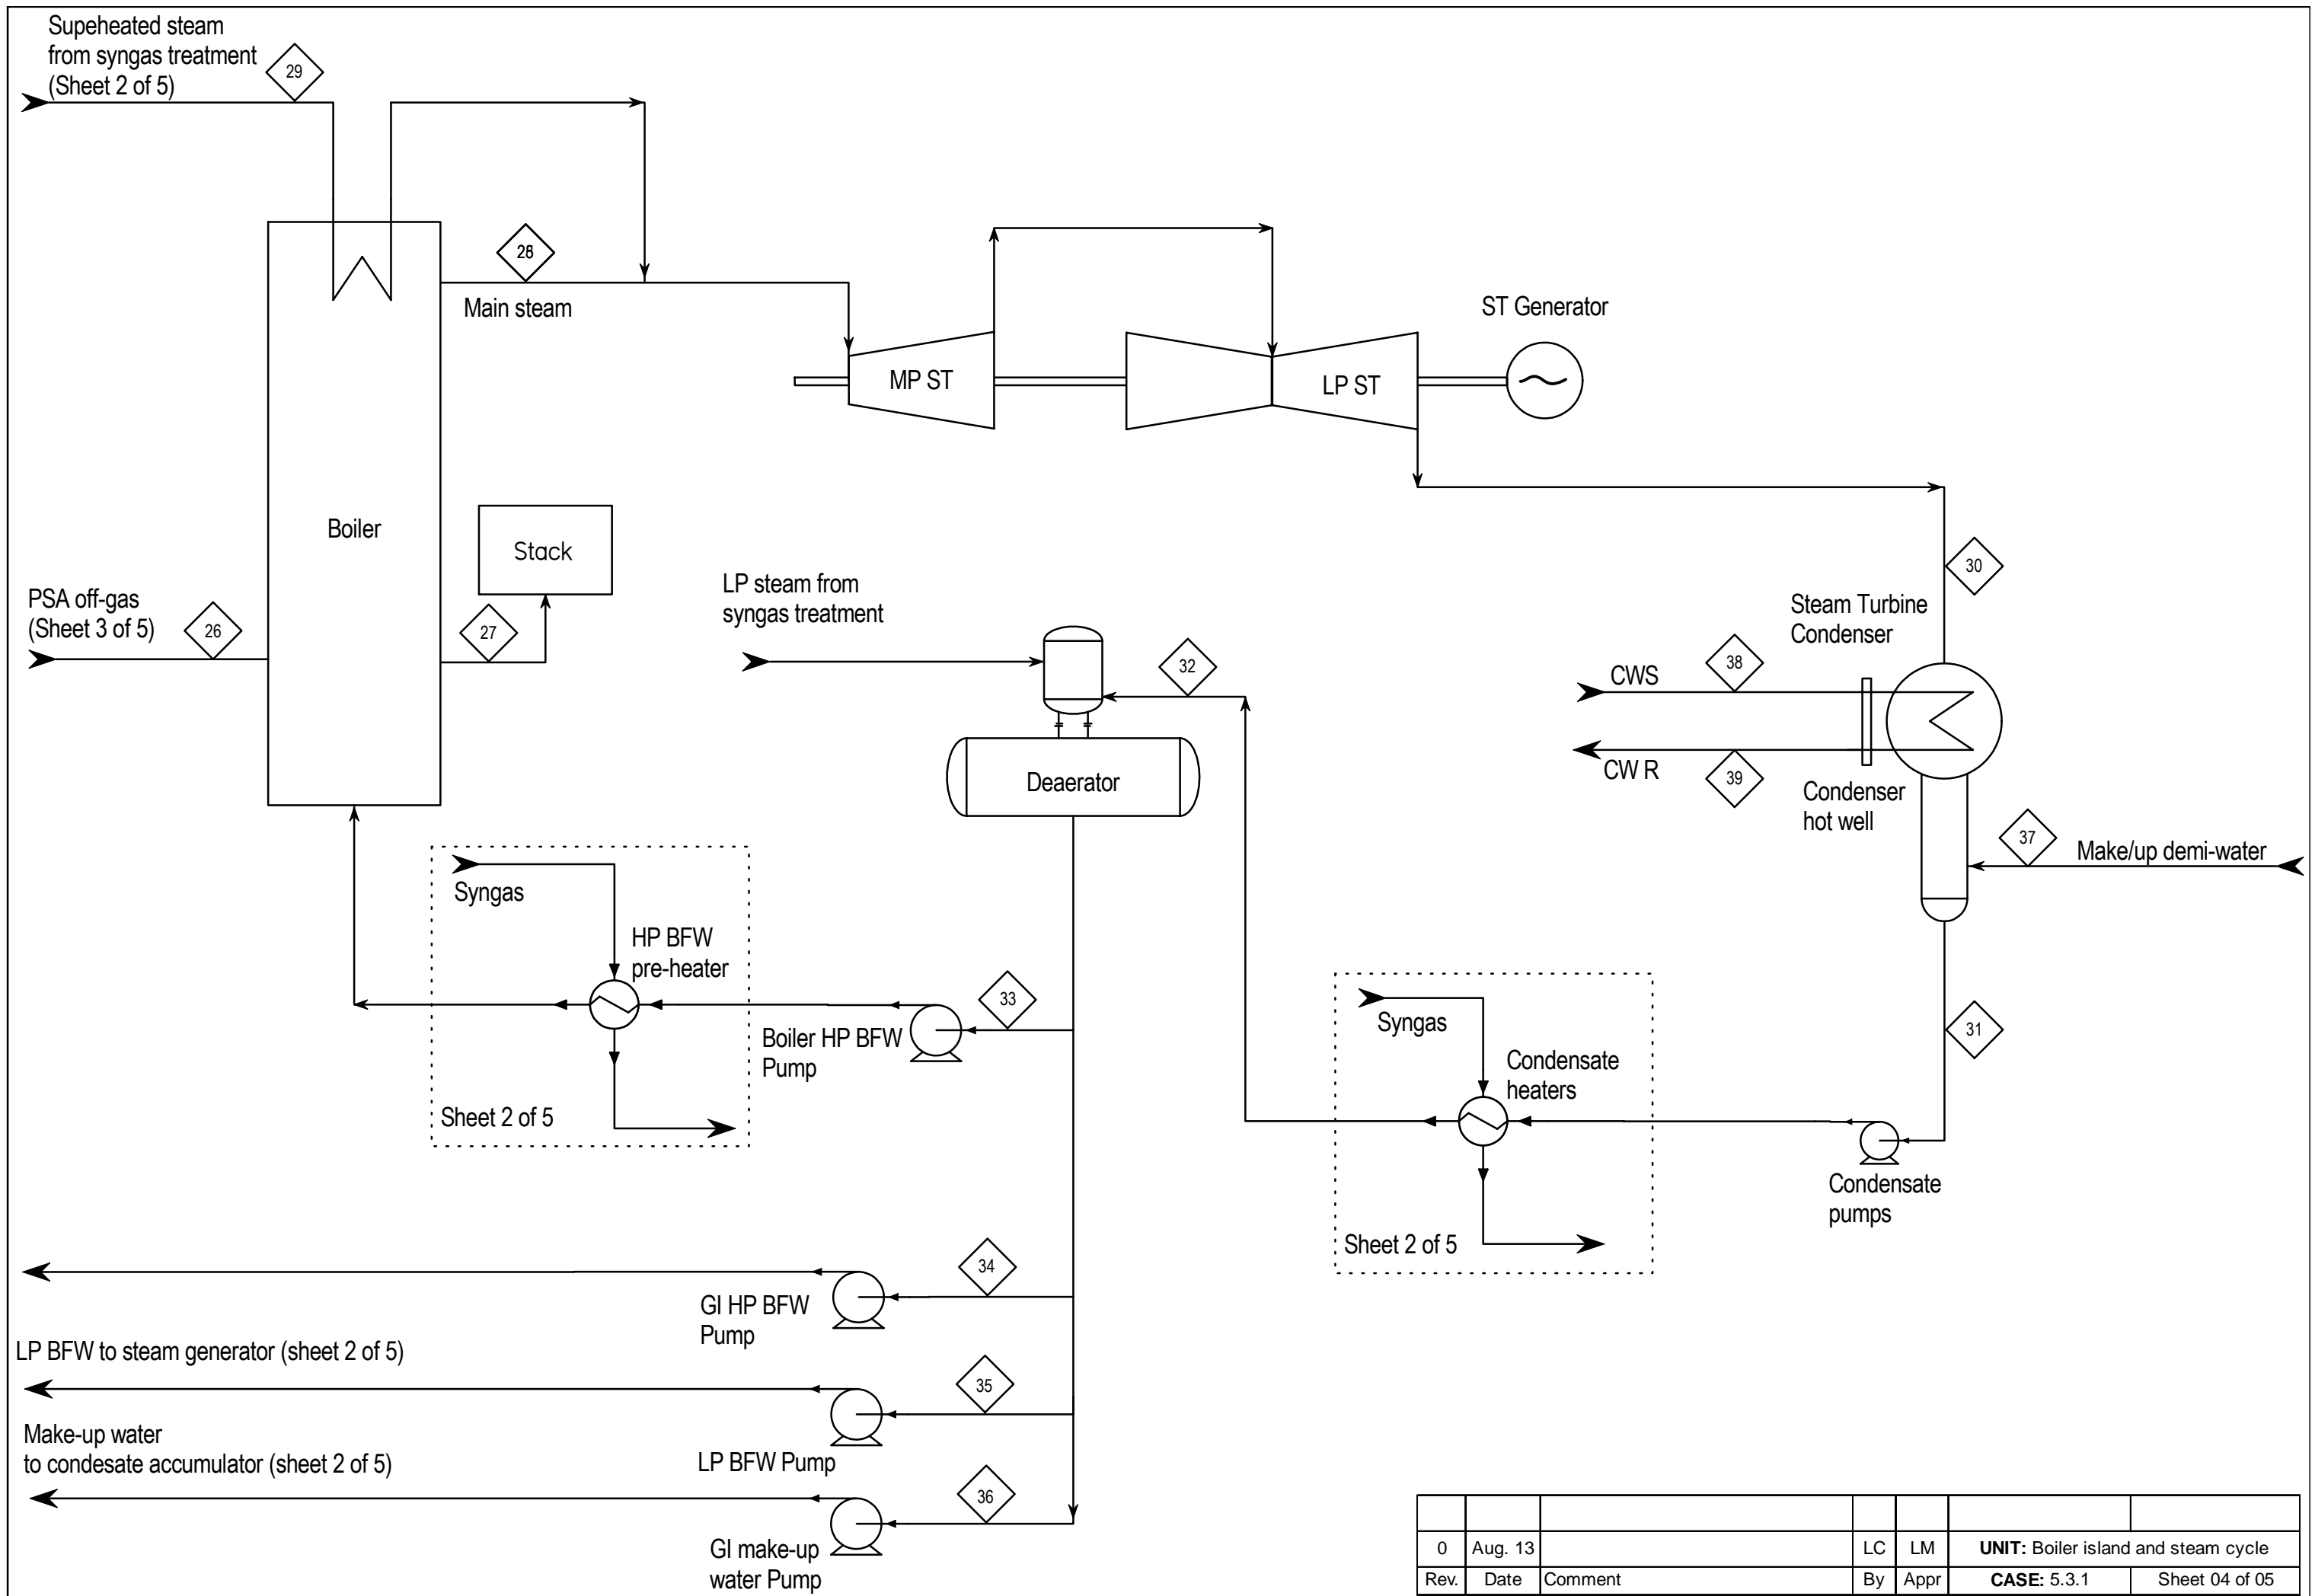 Supeheated steam
from syngas treatment
(Sheet 2 of 5)
29
28
Main steam
ST Generator
MP ST
LP ST
Boiler
Stack
PSA off-gas
(Sheet 3 of 5)
26
27
LP steam from
syngas treatment
32
30
Steam Turbine
Condenser
CWS
38
CW R
39
Condenser
hot well
37
Make/up demi-water
Deaerator
Syngas
HP BFW
pre-heater
33
Boiler HP BFW
Pump
Sheet 2 of 5
Syngas
Condensate
heaters
31
Condensate
pumps
Sheet 2 of 5
34
GI HP BFW
Pump
LP BFW to steam generator (sheet 2 of 5)
35
LP BFW Pump
Make-up water
to condesate accumulator (sheet 2 of 5)
36
GI make-up
water Pump
0 Aug. 13 LC LM UNIT: Boiler island and steam cycle
Rev. Date Comment By Appr CASE: 5.3.1 Sheet 04 of 05